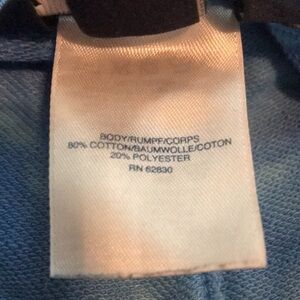 BODY/RUMPF/CORPS
80% COTTON/BAUMWOLLE/COTON
20% POLYESTER
RN 62830